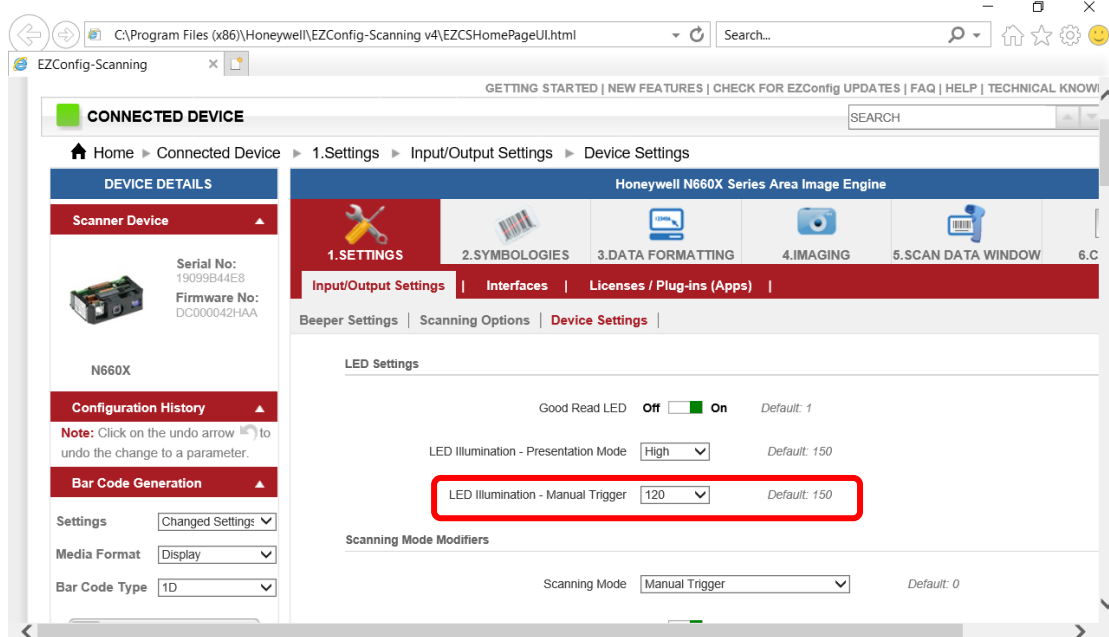 C:\Program Files (x86)\Honeywell\EZConfig-Scanning v4\EZCSHomePageUI.html
Search...
EZConfig-Scanning
GETTING STARTED | NEW FEATURES | CHECK FOR EZConfig UPDATES | FAQ | HELP | TECHNICAL KNOWL
CONNECTED DEVICE
SEARCH
Home Connected Device 1.Settings Input/Output Settings Device Settings
DEVICE DETAILS
Honeywell N660X Series Area Image Engine
Scanner Device
1.SETTINGS 2.SYMBOLOGIES 3.DATA FORMATTING 4.IMAGING 5.SCAN DATA WINDOW 6.C
Serial No:
19099B44E8
Firmware No:
DC000042HAA
N660X
Input/Output Settings | Interfaces | Licenses / Plug-ins (Apps) |
Beeper Settings | Scanning Options | Device Settings |
LED Settings
Good Read LED Off On Default: 1
LED Illumination - Presentation Mode High Default: 150
LED Illumination - Manual Trigger 120 Default: 150
Scanning Mode Modifiers
Scanning Mode Manual Trigger Default: 0
Configuration History
Note: Click on the undo arrow to
undo the change to a parameter.
Bar Code Generation
Settings Changed Settings
Media Format Display
Bar Code Type 1D